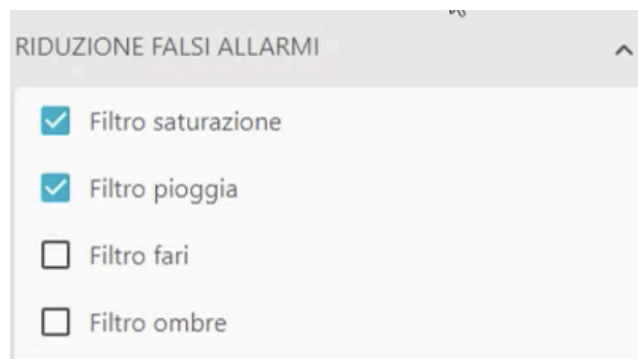 RIDUZIONE FALSI ALLARMI
Filtro saturazione
Filtro pioggia
Filtro fari
Filtro ombre